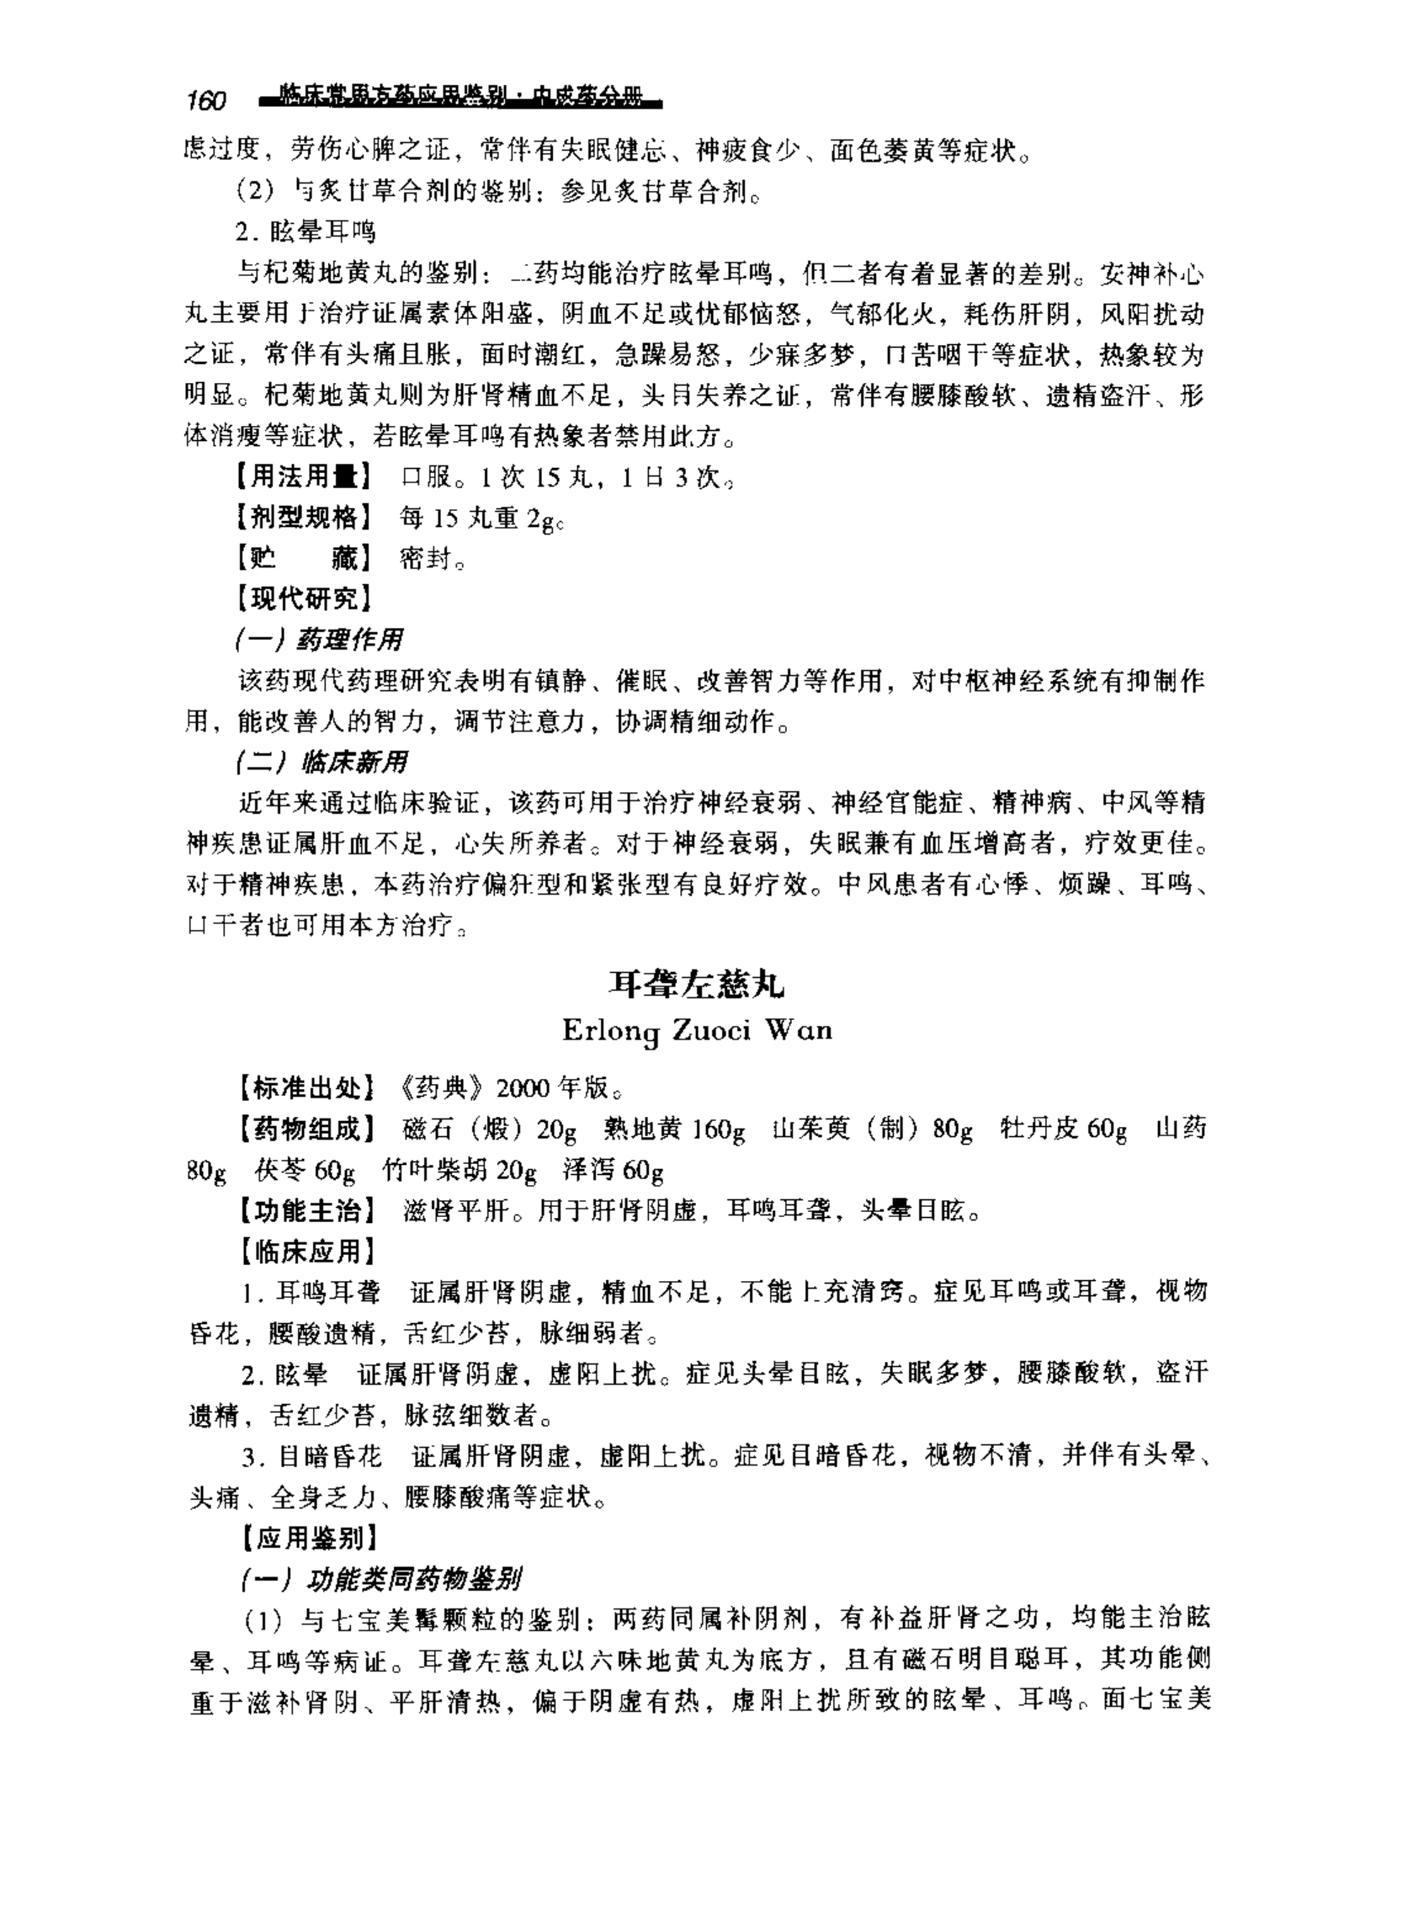 160 临床常用方药应用鉴别·中成药分册
虑过度，劳伤心脾之证，常伴有失眠健忘、神疲食少、面色萎黄等症状。
（2）与炙甘草合剂的鉴别：参见炙甘草合剂。
2. 眩晕耳鸣
与杞菊地黄丸的鉴别：二药均能治疗眩晕耳鸣，但二者有着显著的差别。安神补心
丸主要用于治疗证属素体阳盛，阴血不足或忧郁恼怒，气郁化火，耗伤肝阴，风阳扰动
之证，常伴有头痛且胀，面时潮红，急躁易怒，少寐多梦，口苦咽干等症状，热象较为
明显。杞菊地黄丸则为肝肾精血不足，头目失养之证，常伴有腰膝酸软、遗精盗汗、形
体消瘦等症状，若眩晕耳鸣有热象者禁用此方。
【用法用量】 口服。1次15丸，1日3次。
【剂型规格】 每15丸重2g。
【贮　　藏】 密封。
【现代研究】
（一）药理作用
该药现代药理研究表明有镇静、催眠、改善智力等作用，对中枢神经系统有抑制作
用，能改善人的智力，调节注意力，协调精细动作。
（二）临床新用
近年来通过临床验证，该药可用于治疗神经衰弱、神经官能症、精神病、中风等精
神疾患证属肝血不足，心失所养者。对于神经衰弱，失眠兼有血压增高者，疗效更佳。
对于精神疾患，本药治疗偏狂型和紧张型有良好疗效。中风患者有心悸、烦躁、耳鸣、
口干者也可用本方治疗。
耳聋左慈丸
Erlong Zuoci Wan
【标准出处】《药典》2000年版。
【药物组成】 磁石（煅）20g　熟地黄160g　山茱萸（制）80g　牡丹皮60g　山药
80g　茯苓60g　竹叶柴胡20g　泽泻60g
【功能主治】 滋肾平肝。用于肝肾阴虚，耳鸣耳聋，头晕目眩。
【临床应用】
1. 耳鸣耳聋　证属肝肾阴虚，精血不足，不能上充清窍。症见耳鸣或耳聋，视物
昏花，腰酸遗精，舌红少苔，脉细弱者。
2. 眩晕　证属肝肾阴虚，虚阳上扰。症见头晕目眩，失眠多梦，腰膝酸软，盗汗
遗精，舌红少苔，脉弦细数者。
3. 目暗昏花　证属肝肾阴虚，虚阳上扰。症见目暗昏花，视物不清，并伴有头晕、
头痛、全身乏力、腰膝酸痛等症状。
【应用鉴别】
（一）功能类同药物鉴别
（1）与七宝美髯颗粒的鉴别：两药同属补阴剂，有补益肝肾之功，均能主治眩
晕、耳鸣等病证。耳聋左慈丸以六味地黄丸为底方，且有磁石明目聪耳，其功能侧
重于滋补肾阴、平肝清热，偏于阴虚有热，虚阳上扰所致的眩晕、耳鸣。而七宝美